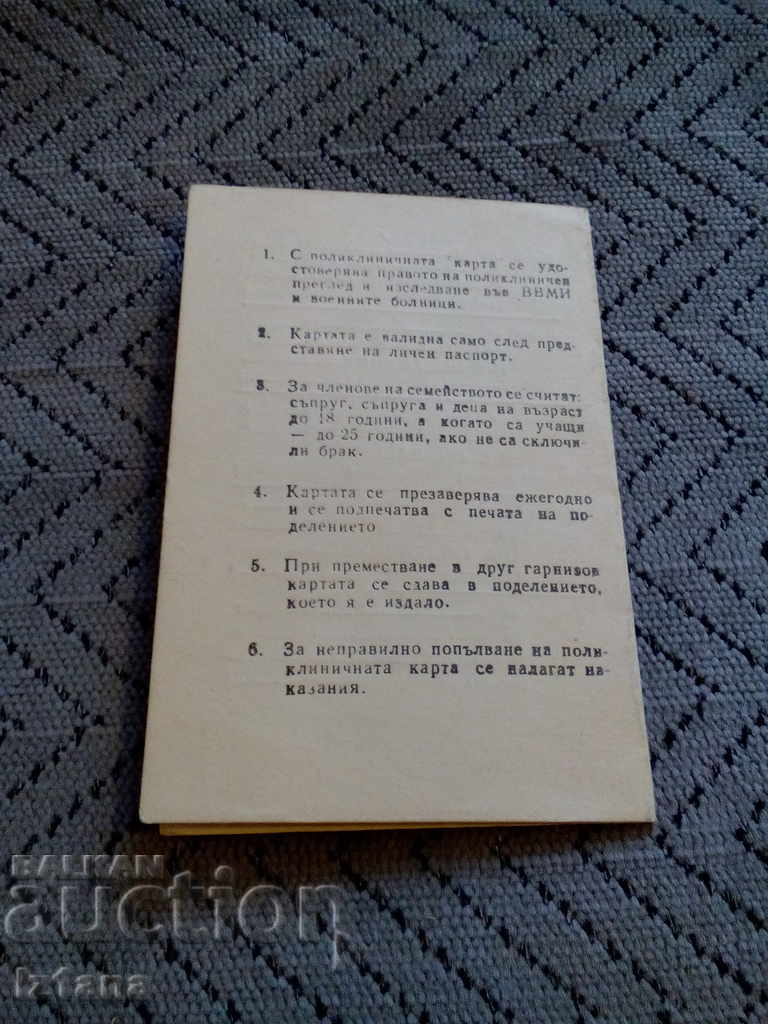 1. С поликлиничната карта се удо-
стоверява правото на поликлиничен
преглед и изследване във ВВМИ
и военните болници.
2. Картата е валидна само след пред-
ставяне на личен паспорт.
3. За членове на семейството се считат:
съпруг, съпруга и деца на възраст
до 18 години, а когато са учащи
— до 25 години, ако не са сключи-
ли брак.
4. Картата се презаверява ежегодно
и се подпечатва с печата на по-
делението
5. При преместване в друг гарнизон
картата се сдава в поделението,
което я е издало.
6. За неправилно попълване на поли-
клиничната карта се налагат на-
казания.
BALKAN
auction
Iztana